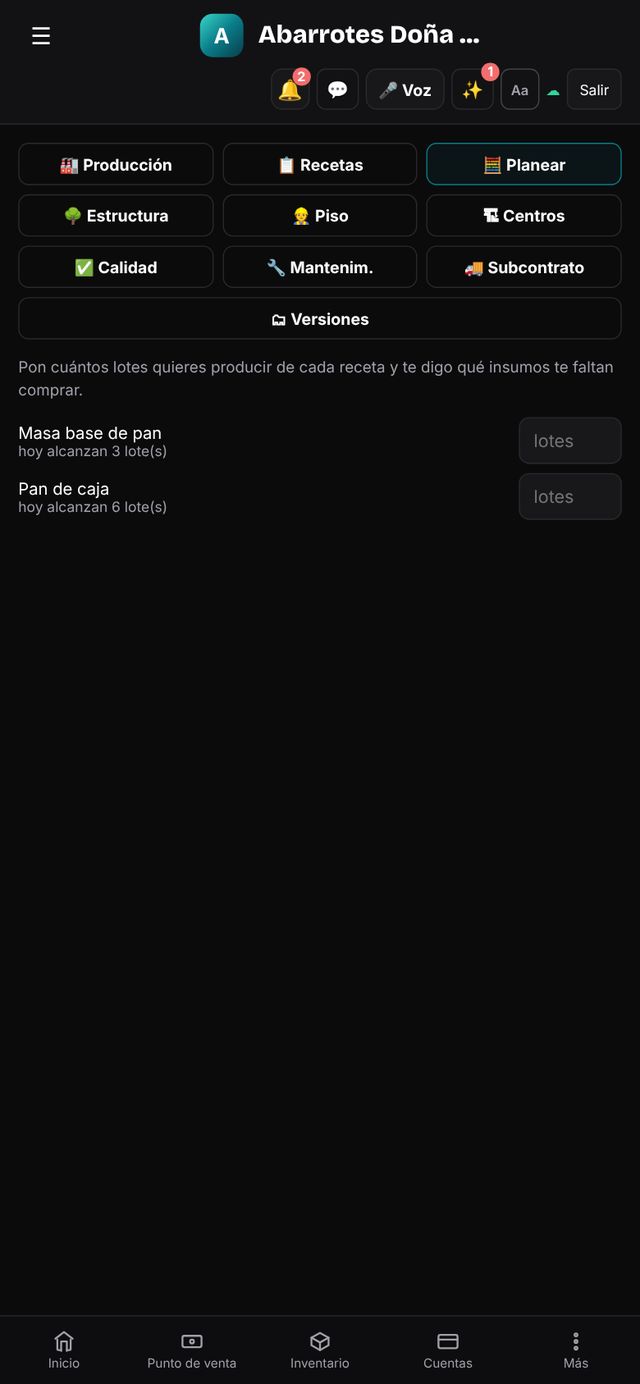 ☰ A Abarrotes Doña ...
🔔 2 💬 🎤 Voz ✨ 1 Aa ☁ Salir
🏭 Producción 📋 Recetas 🧮 Planear
🌳 Estructura 👷 Piso 🏗 Centros
✅ Calidad 🔧 Mantenim. 🚚 Subcontrato
🗂 Versiones
Pon cuántos lotes quieres producir de cada receta y te digo qué insumos te faltan
comprar.
Masa base de pan
hoy alcanzan 3 lote(s)
lotes
Pan de caja
hoy alcanzan 6 lote(s)
lotes
Inicio Punto de venta Inventario Cuentas Más